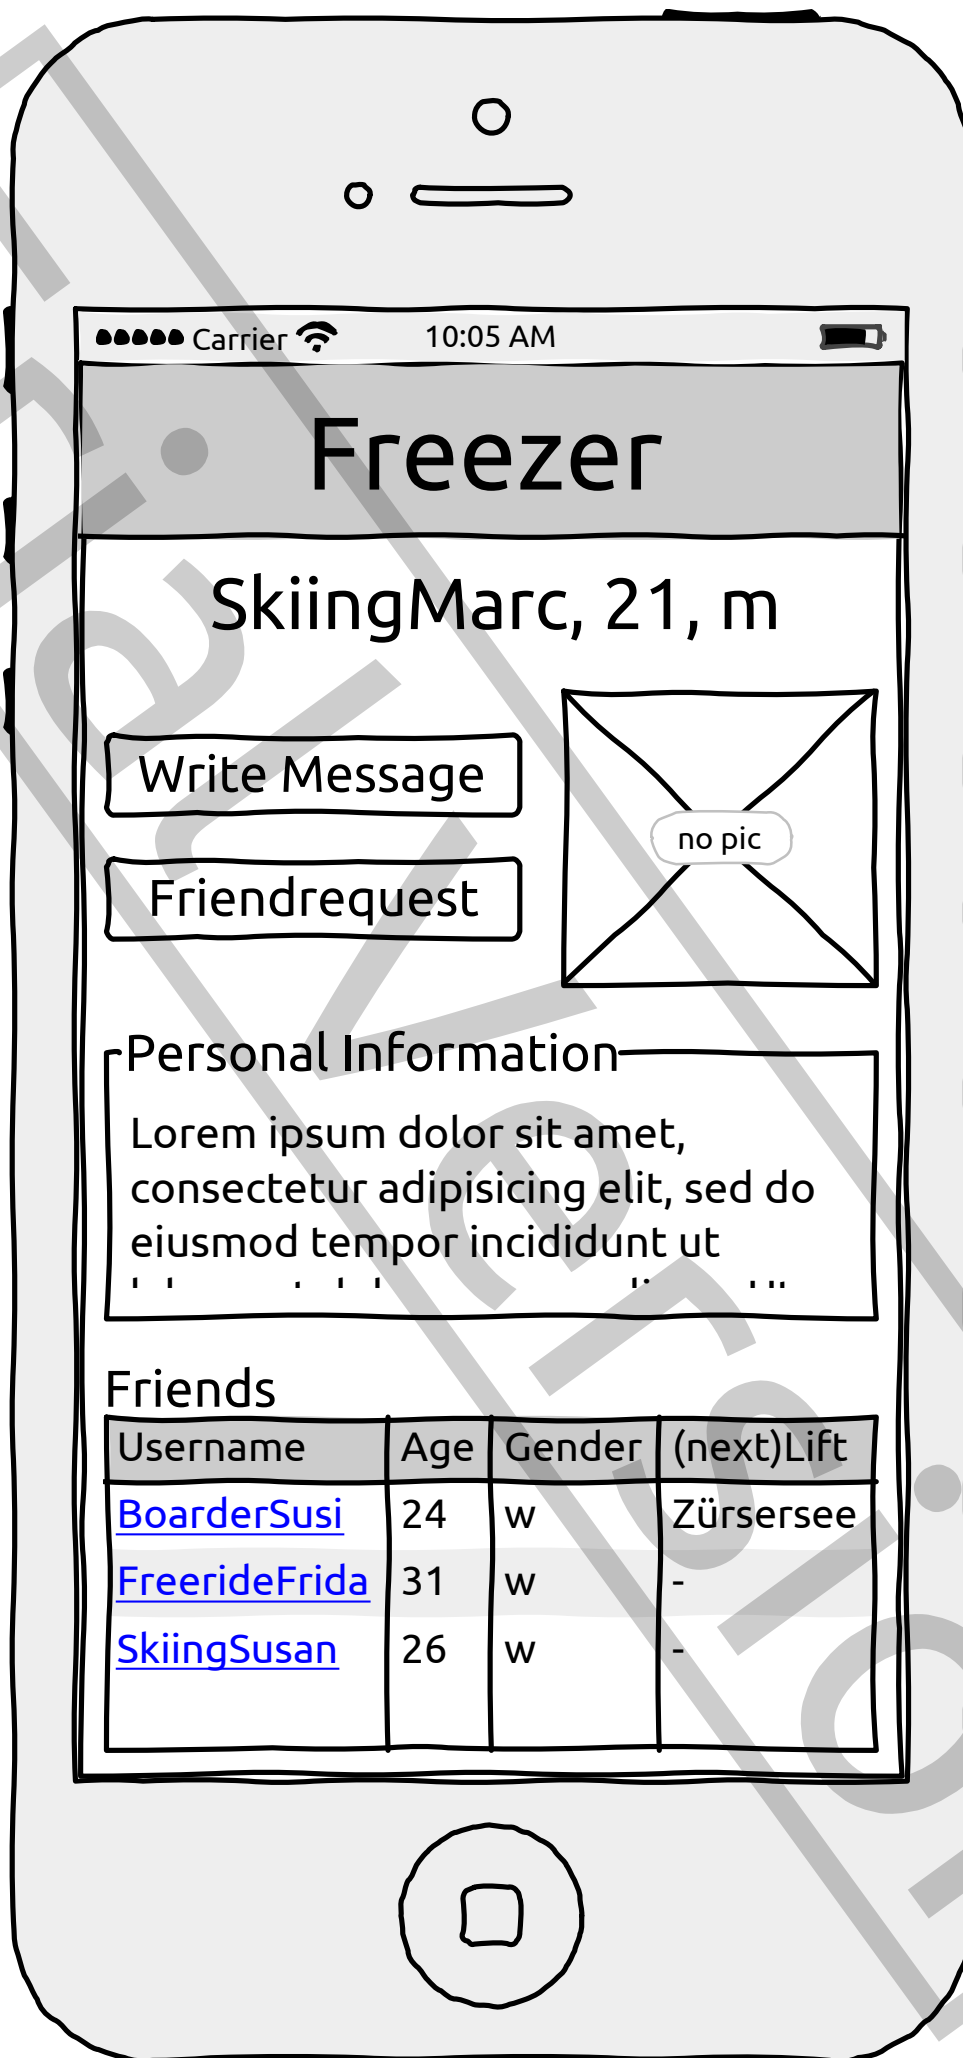 Carrier 10:05 AM
Freezer
SkiingMarc, 21, m
Write Message
no pic
Friendrequest
Personal Information
Lorem ipsum dolor sit amet,
consectetur adipisicing elit, sed do
eiusmod tempor incididunt ut
Friends
Username Age Gender (next)Lift
BoarderSusi 24 w Zürsersee
FreerideFrida 31 w -
SkiingSusan 26 w -
Trial Version